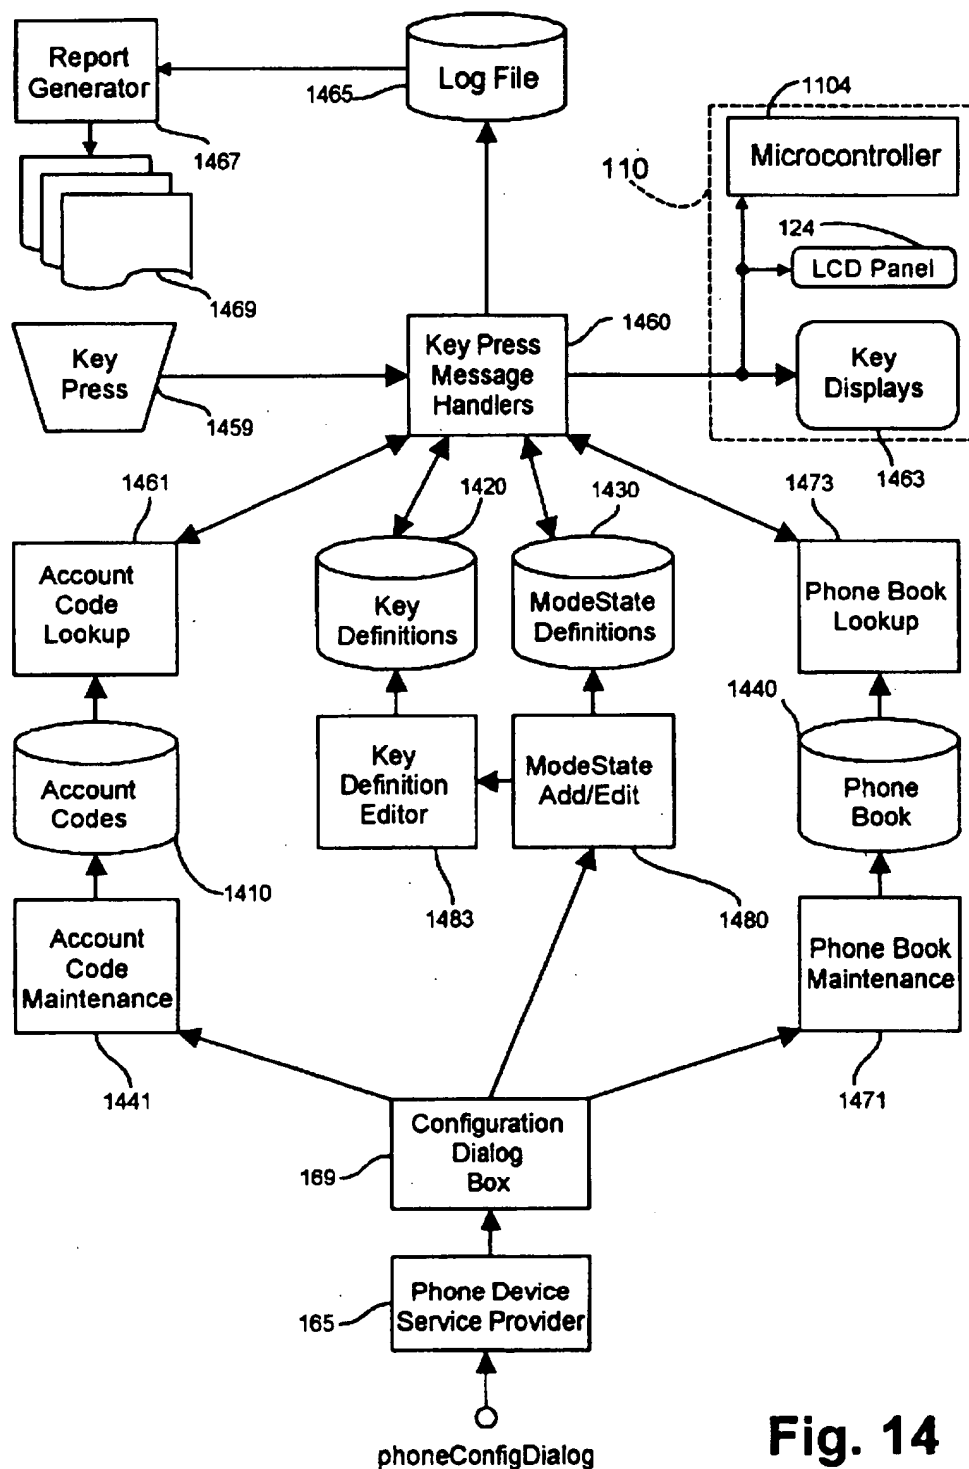 Report
Generator
1465
Log File
1104
1467
Microcontroller
110
124
LCD Panel
1469
1460
Key
Press
Key Press
Message
Handlers
Key
Displays
1459
1461
1420
1430
1473
1463
Account
Code
Lookup
Key
Definitions
ModeState
Definitions
Phone Book
Lookup
1440
Account
Codes
Key
Definition
Editor
ModeState
Add/Edit
Phone
Book
1410
1483
1480
Account
Code
Maintenance
Phone Book
Maintenance
1441
1471
Configuration
Dialog
Box
169
Phone Device
Service Provider
165
phoneConfigDialog
Fig. 14